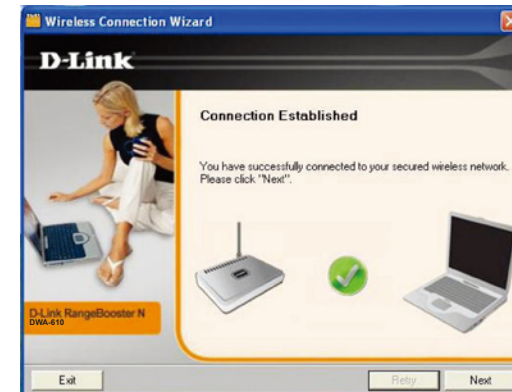 Wireless Connection Wizard
D-Link
Connection Established
You have successfully connected to your secured wireless network.
Please click "Next".
D-Link RangeBooster N
DWA-610
Exit
Retry
Next